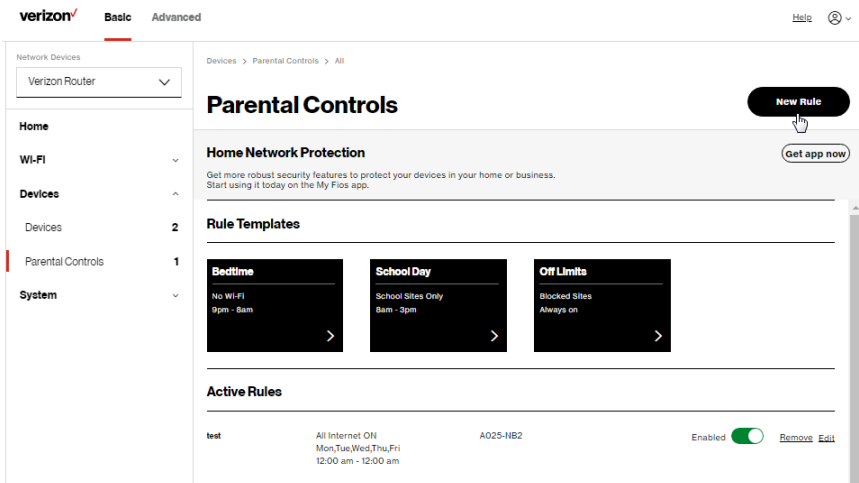 verizon✓
Basic
Advanced
Help
Network Devices
Verizon Router
Home
Wi-Fi
Devices
Devices 2
Parental Controls 1
System
Devices > Parental Controls > All
Parental Controls
New Rule
Home Network Protection
Get app now
Get more robust security features to protect your devices in your home or business.
Start using it today on the My Fios app.
Rule Templates
Bedtime
No Wi-Fi
9pm - 8am
School Day
School Sites Only
8am - 3pm
Off Limits
Blocked Sites
Always on
Active Rules
test
All Internet ON
Mon,Tue,Wed,Thu,Fri
12:00 am - 12:00 am
A025-NB2
Enabled
Remove Edit